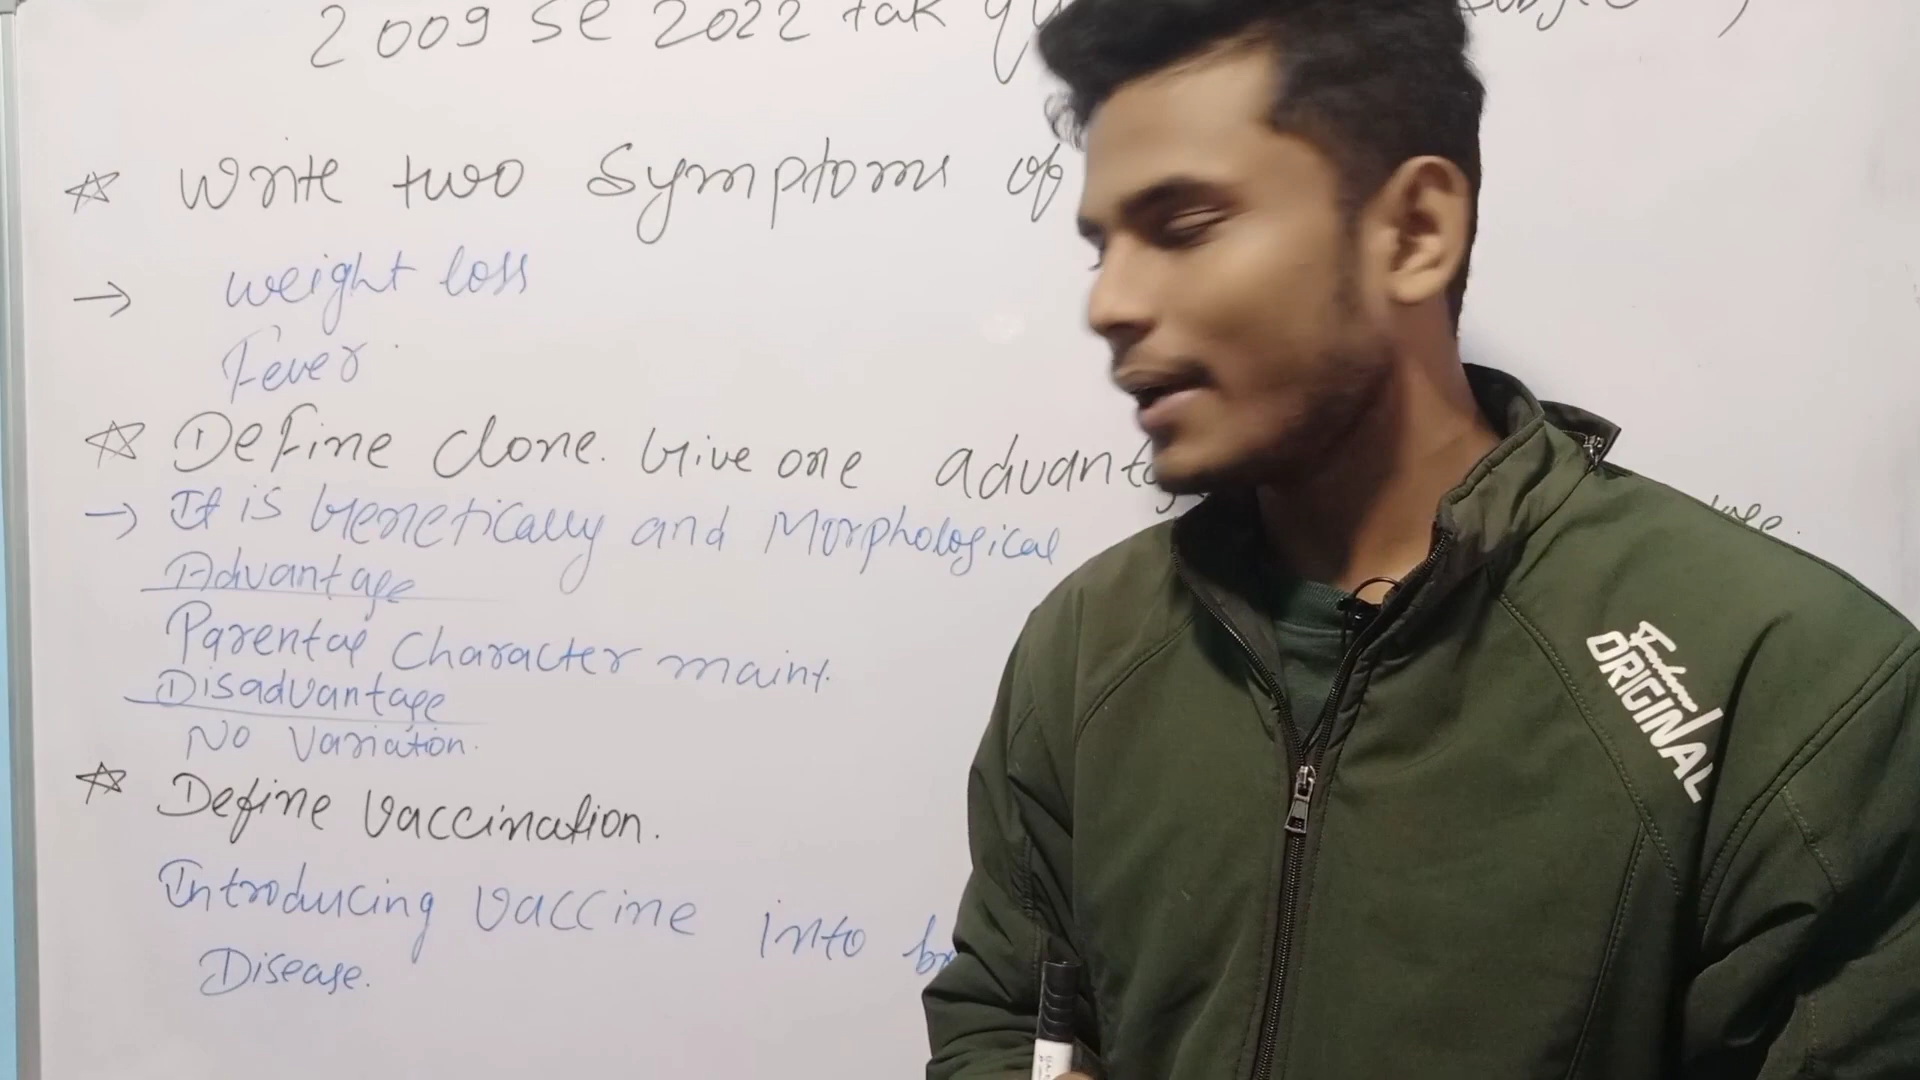 2009 se 2022 tak
☆ Write two Symptoms of
→ Weight loss
Fever
☆ Define Clone. Give one advant
→ It is Genetically and Morphological
Advantage
Parental Character maint.
Disadvantage
No Variation.
☆ Define Vaccination.
Introducing Vaccine into
Disease.
ORIGINAL